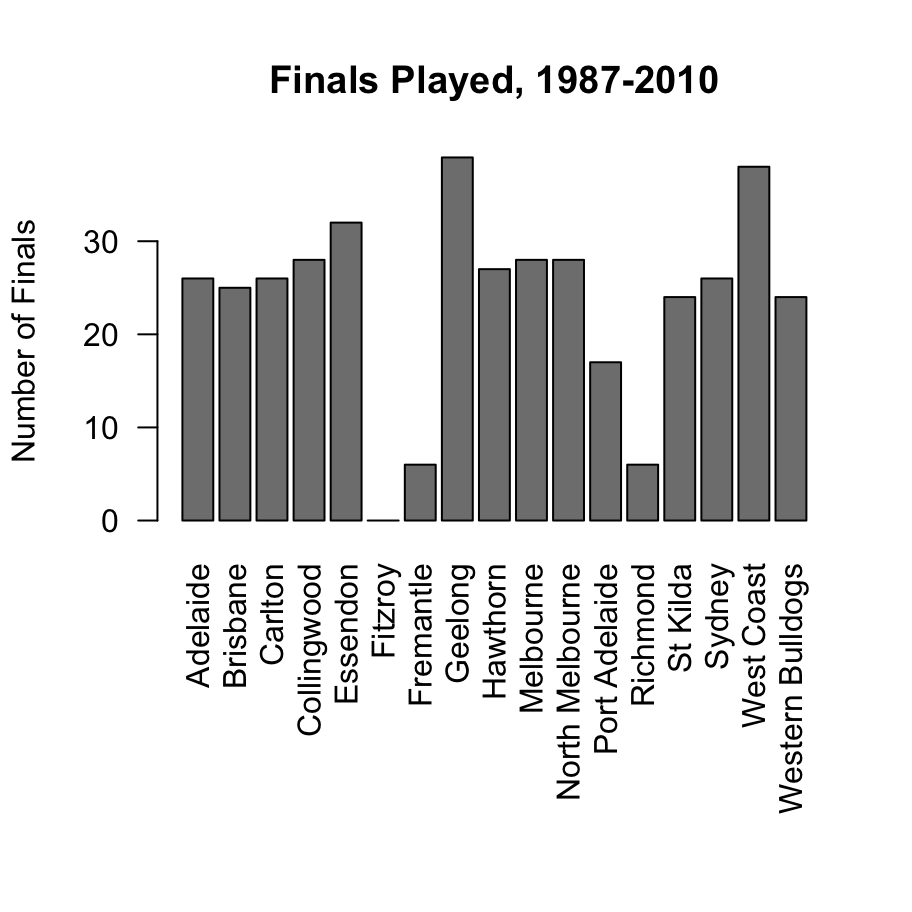 Finals Played, 1987-2010
Number of Finals
30
20
10
0
Adelaide
Brisbane
Carlton
Collingwood
Essendon
Fitzroy
Fremantle
Geelong
Hawthorn
Melbourne
North Melbourne
Port Adelaide
Richmond
St Kilda
Sydney
West Coast
Western Bulldogs